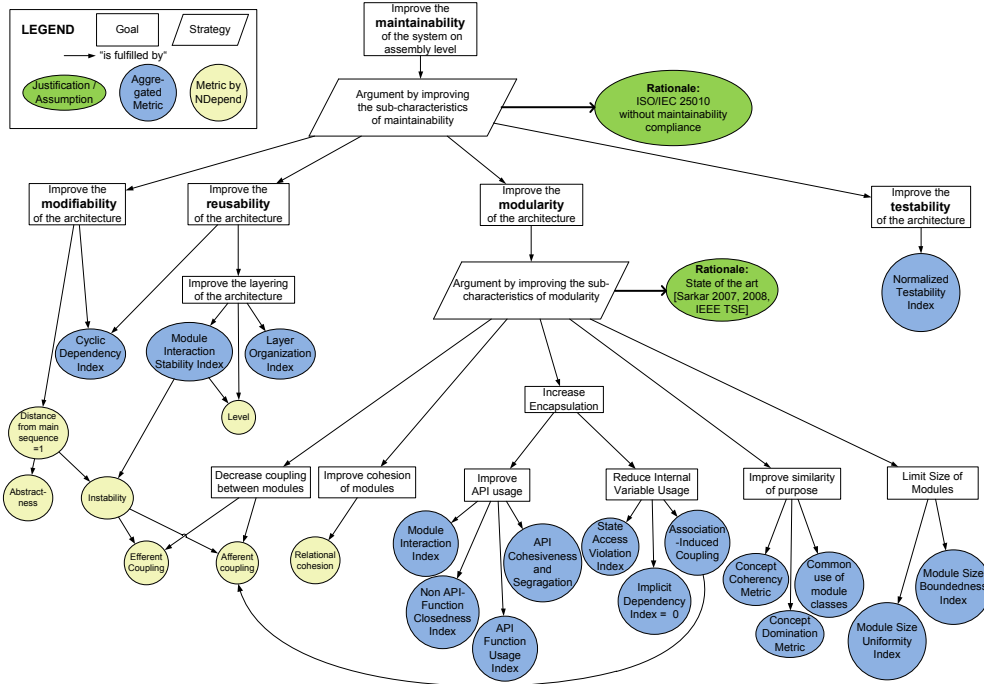 LEGEND
Goal
Strategy
“is fulfilled by“
Justification /
Assumption
Aggre-
gated
Metric
Metric by
NDepend
Improve the
maintainability
of the system on
assembly level
Argument by improving
the sub-characteristics
of maintainability
Rationale:
ISO/IEC 25010
without maintainability
compliance
Improve the
modifiability
of the architecture
Improve the
reusability
of the architecture
Improve the
modularity
of the architecture
Improve the
testability
of the architecture
Improve the layering
of the architecture
Argument by improving the sub-
characteristics of modularity
Rationale:
State of the art
[Sarkar 2007, 2008,
IEEE TSE]
Normalized
Testability
Index
Cyclic
Dependency
Index
Module
Interaction
Stability Index
Layer
Organization
Index
Increase
Encapsulation
Distance
from main
sequence
=1
Level
Abstract-
ness
Instability
Decrease coupling
between modules
Improve cohesion
of modules
Improve
API usage
Reduce Internal
Variable Usage
Improve similarity
of purpose
Limit Size of
Modules
Efferent
Coupling
Afferent
coupling
Relational
cohesion
Module
Interaction
Index
Non API-
Function
Closedness
Index
API
Function
Usage
Index
API
Cohesiveness
and
Segregation
State
Access
Violation
Index
Implicit
Dependency
Index = 0
Association
-Induced
Coupling
Concept
Coherency
Metric
Concept
Domination
Metric
Common
use of
module
classes
Module Size
Uniformity
Index
Module Size
Boundedness
Index